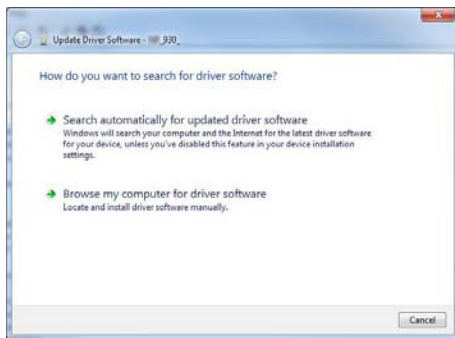 Update Driver Software - _930_
How do you want to search for driver software?
Search automatically for updated driver software
Windows will search your computer and the Internet for the latest driver software
for your device, unless you've disabled this feature in your device installation
settings.
Browse my computer for driver software
Locate and install driver software manually.
Cancel